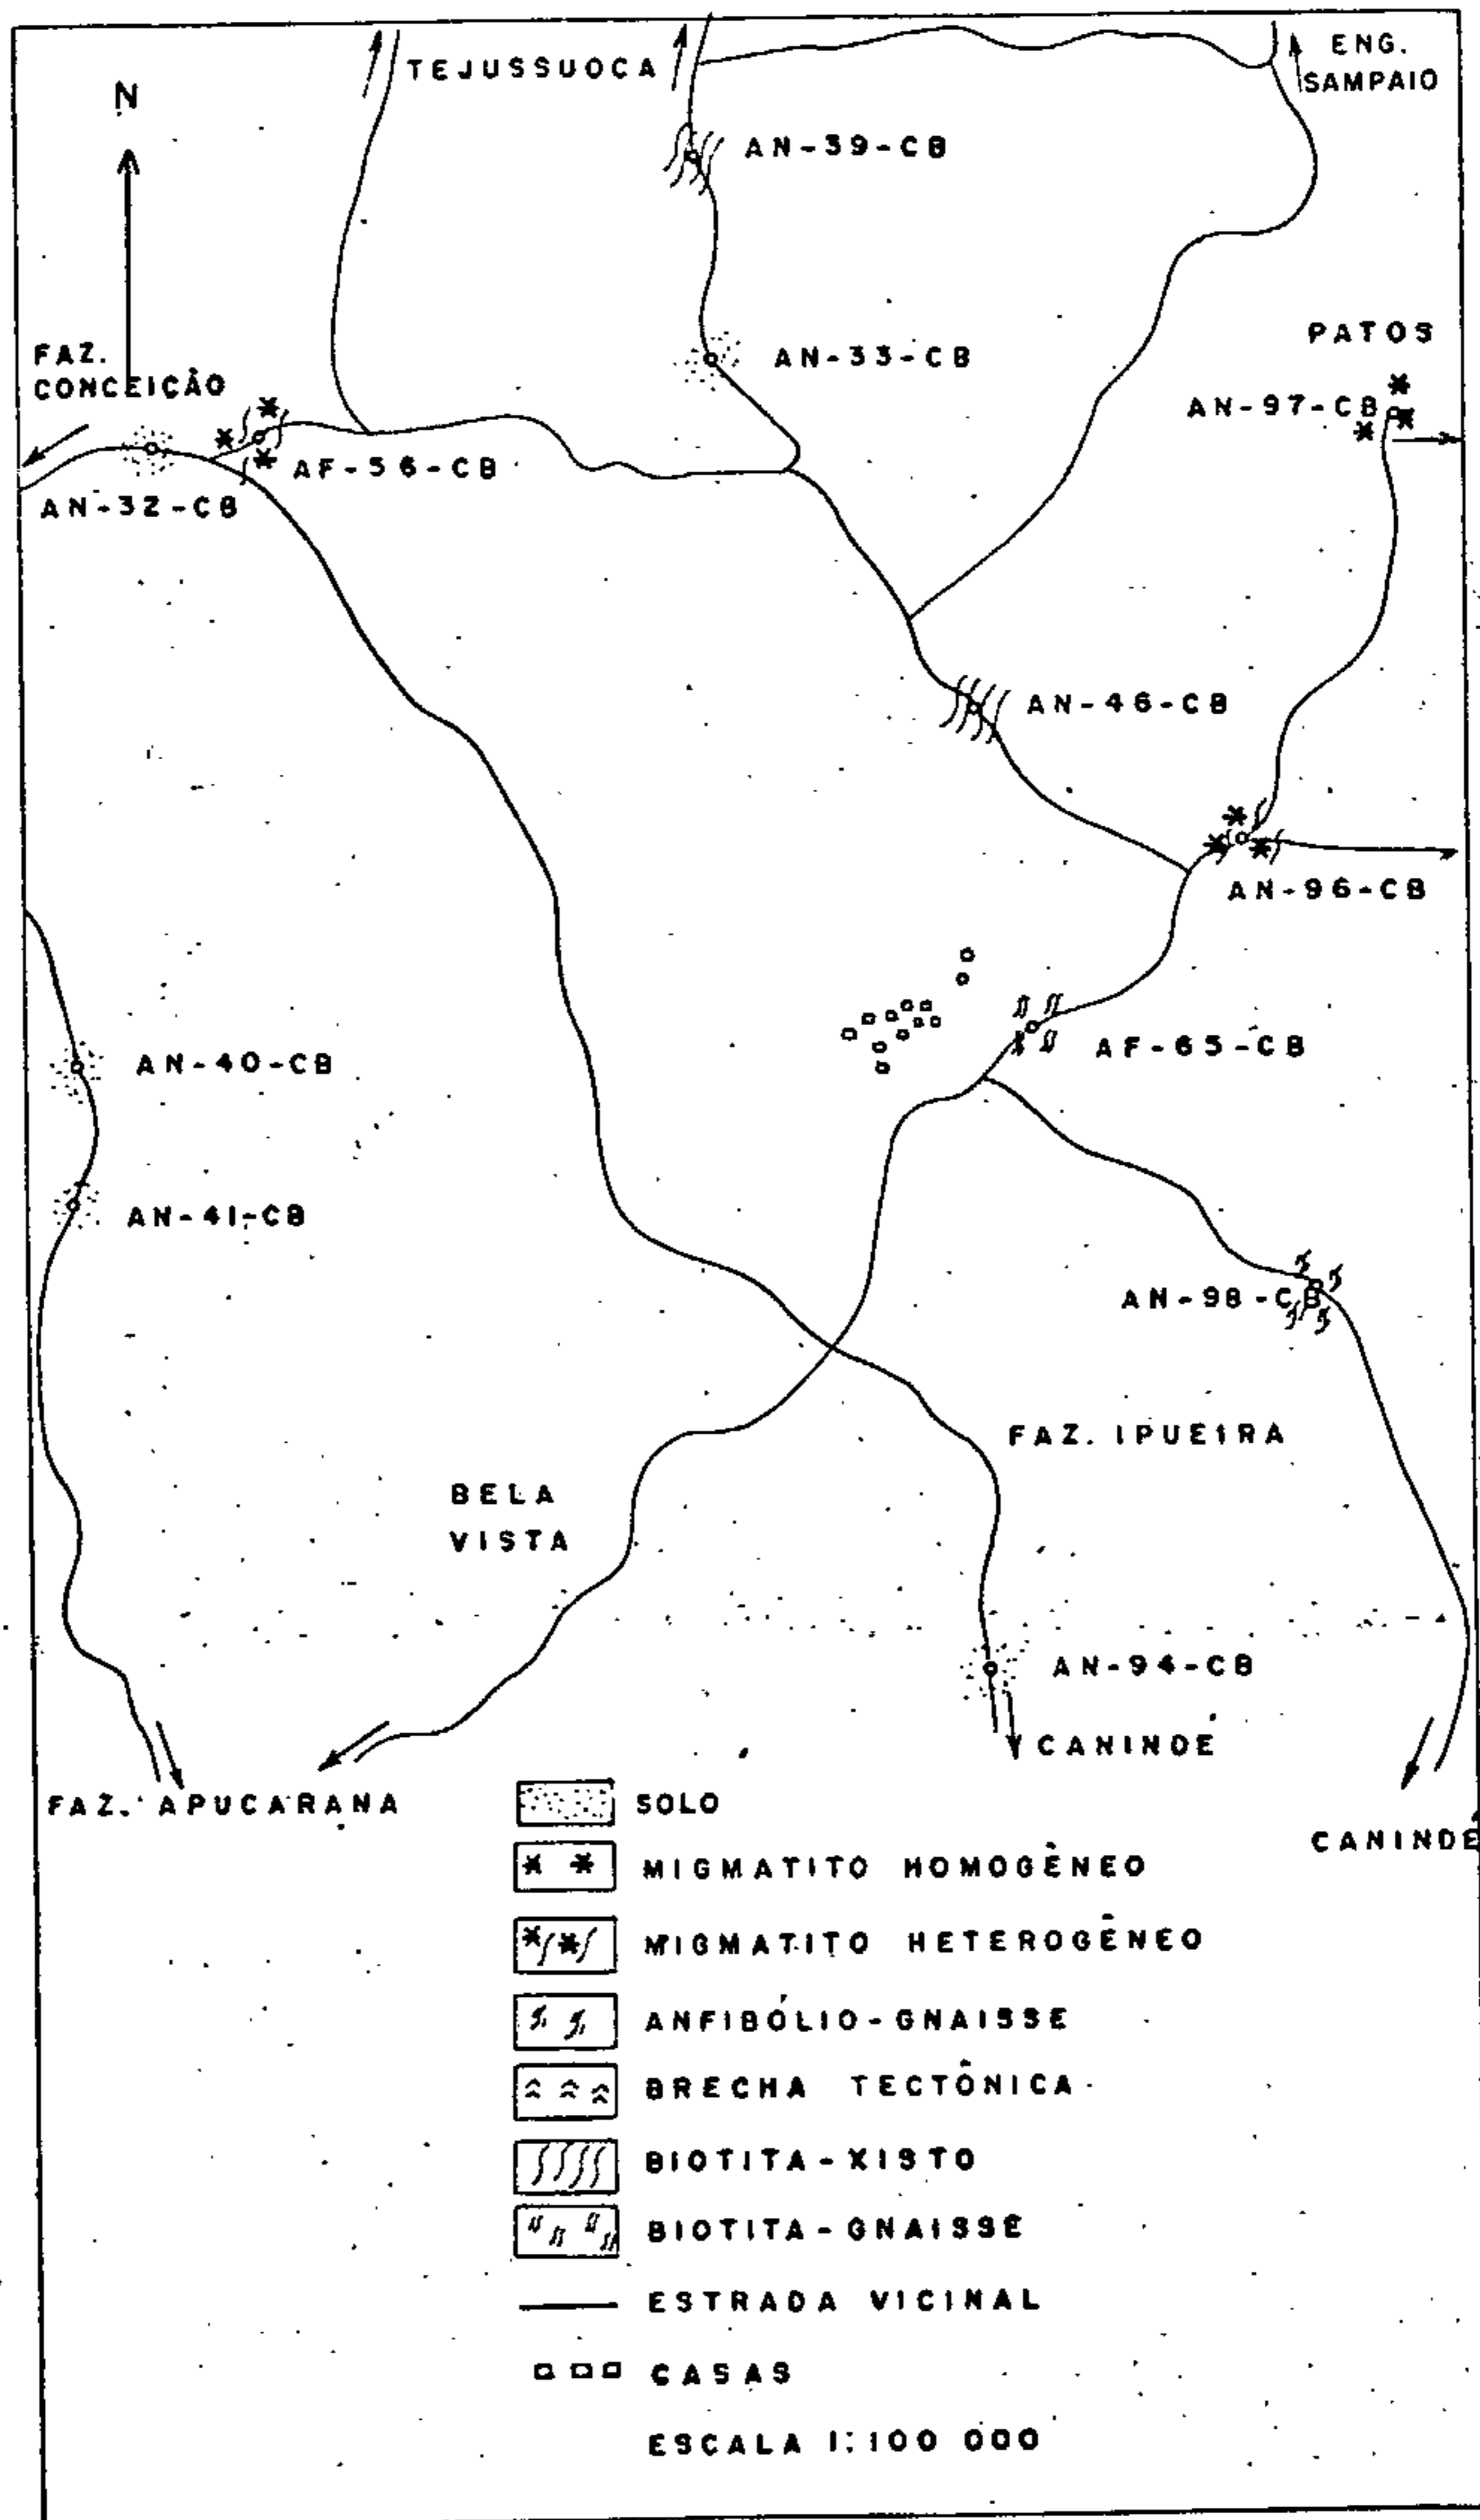 TEJUSSUOCA
ENG.
SAMPAIO
N
AN-39-CB
PATOS
FAZ.
CONCEIÇÃO
AN-33-CB
AN-97-CB
AF-56-CB
AN-32-CB
AN-46-CB
AN-96-CB
AF-65-CB
AN-40-CB
AN-41-CB
AN-98-CB
FAZ. IPUEIRA
BELA
VISTA
AN-94-CB
CANINDÉ
FAZ. APUCARANA
CANINDÉ
SOLO
MIGMATITO HOMOGÊNEO
MIGMATITO HETEROGÊNEO
ANFIBÓLIO-GNAISSE
BRECHA TECTÔNICA
BIOTITA-XISTO
BIOTITA-GNAISSE
ESTRADA VICINAL
CASAS
ESCALA 1:100 000